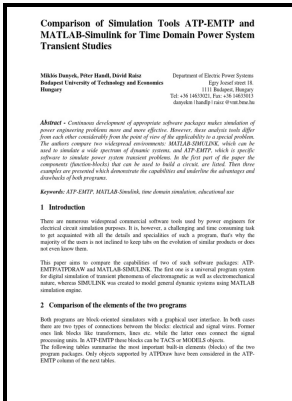 Comparison of Simulation Tools ATP-EMTP and
MATLAB-Simulink for Time Domain Power System
Transient Studies
Miklós Danyek, Péter Handl, Dávid Raisz
Budapest University of Technology and Economics
Hungary
Department of Electric Power Systems
Egry József street 18.
1111 Budapest, Hungary
Tel: +36 14633021, Fax: +36 14633013
danyekm | handlp | raisz @vmt.bme.hu
Abstract - Continuous development of appropriate software packages makes simulation of
power engineering problems more and more effective. However, these analysis tools differ
from each other considerably from the point of view of the applicability to a special problem.
The authors compare two widespread environments: MATLAB-SIMULINK, which can be
used to simulate a wide spectrum of dynamic systems, and ATP-EMTP, which is specific
software to simulate power system transient problems. In the first part of the paper the
components (function-blocks) that can be used to build a circuit, are listed. Then three
examples are presented which demonstrate the capabilities and underline the advantages and
drawbacks of both programs.
Keywords: ATP-EMTP, MATLAB-Simulink, time domain simulation, educational use
1 Introduction
There are numerous widespread commercial software tools used by power engineers for
electrical circuit simulation purposes. It is, however, a challenging and time consuming task
to get acquainted with all the details and specialities of such a program, that's why the
majority of the users is not inclined to keep tabs on the evolution of similar products or does
not even know them.
This paper aims to compare the capabilities of two of such software packages: ATP-
EMTP/ATPDRAW and MATLAB-SIMULINK. The first one is a universal program system
for digital simulation of transient phenomena of electromagnetic as well as electromechanical
nature, whereas SIMULINK was created to model general dynamic systems using MATLAB
simulation engine.
2 Comparison of the elements of the two programs
Both programs are block-oriented simulators with a graphical user interface. In both cases
there are two types of connections between the blocks: electrical and signal wires. Former
ones link blocks like transformers, lines etc. while the latter ones connect the signal
processing units. In ATP-EMTP these blocks can be TACS or MODELS objects.
The following tables summarise the most important built-in elements (blocks) of the two
program packages. Only objects supported by ATPDraw have been considered in the ATP-
EMTP column of the next tables.